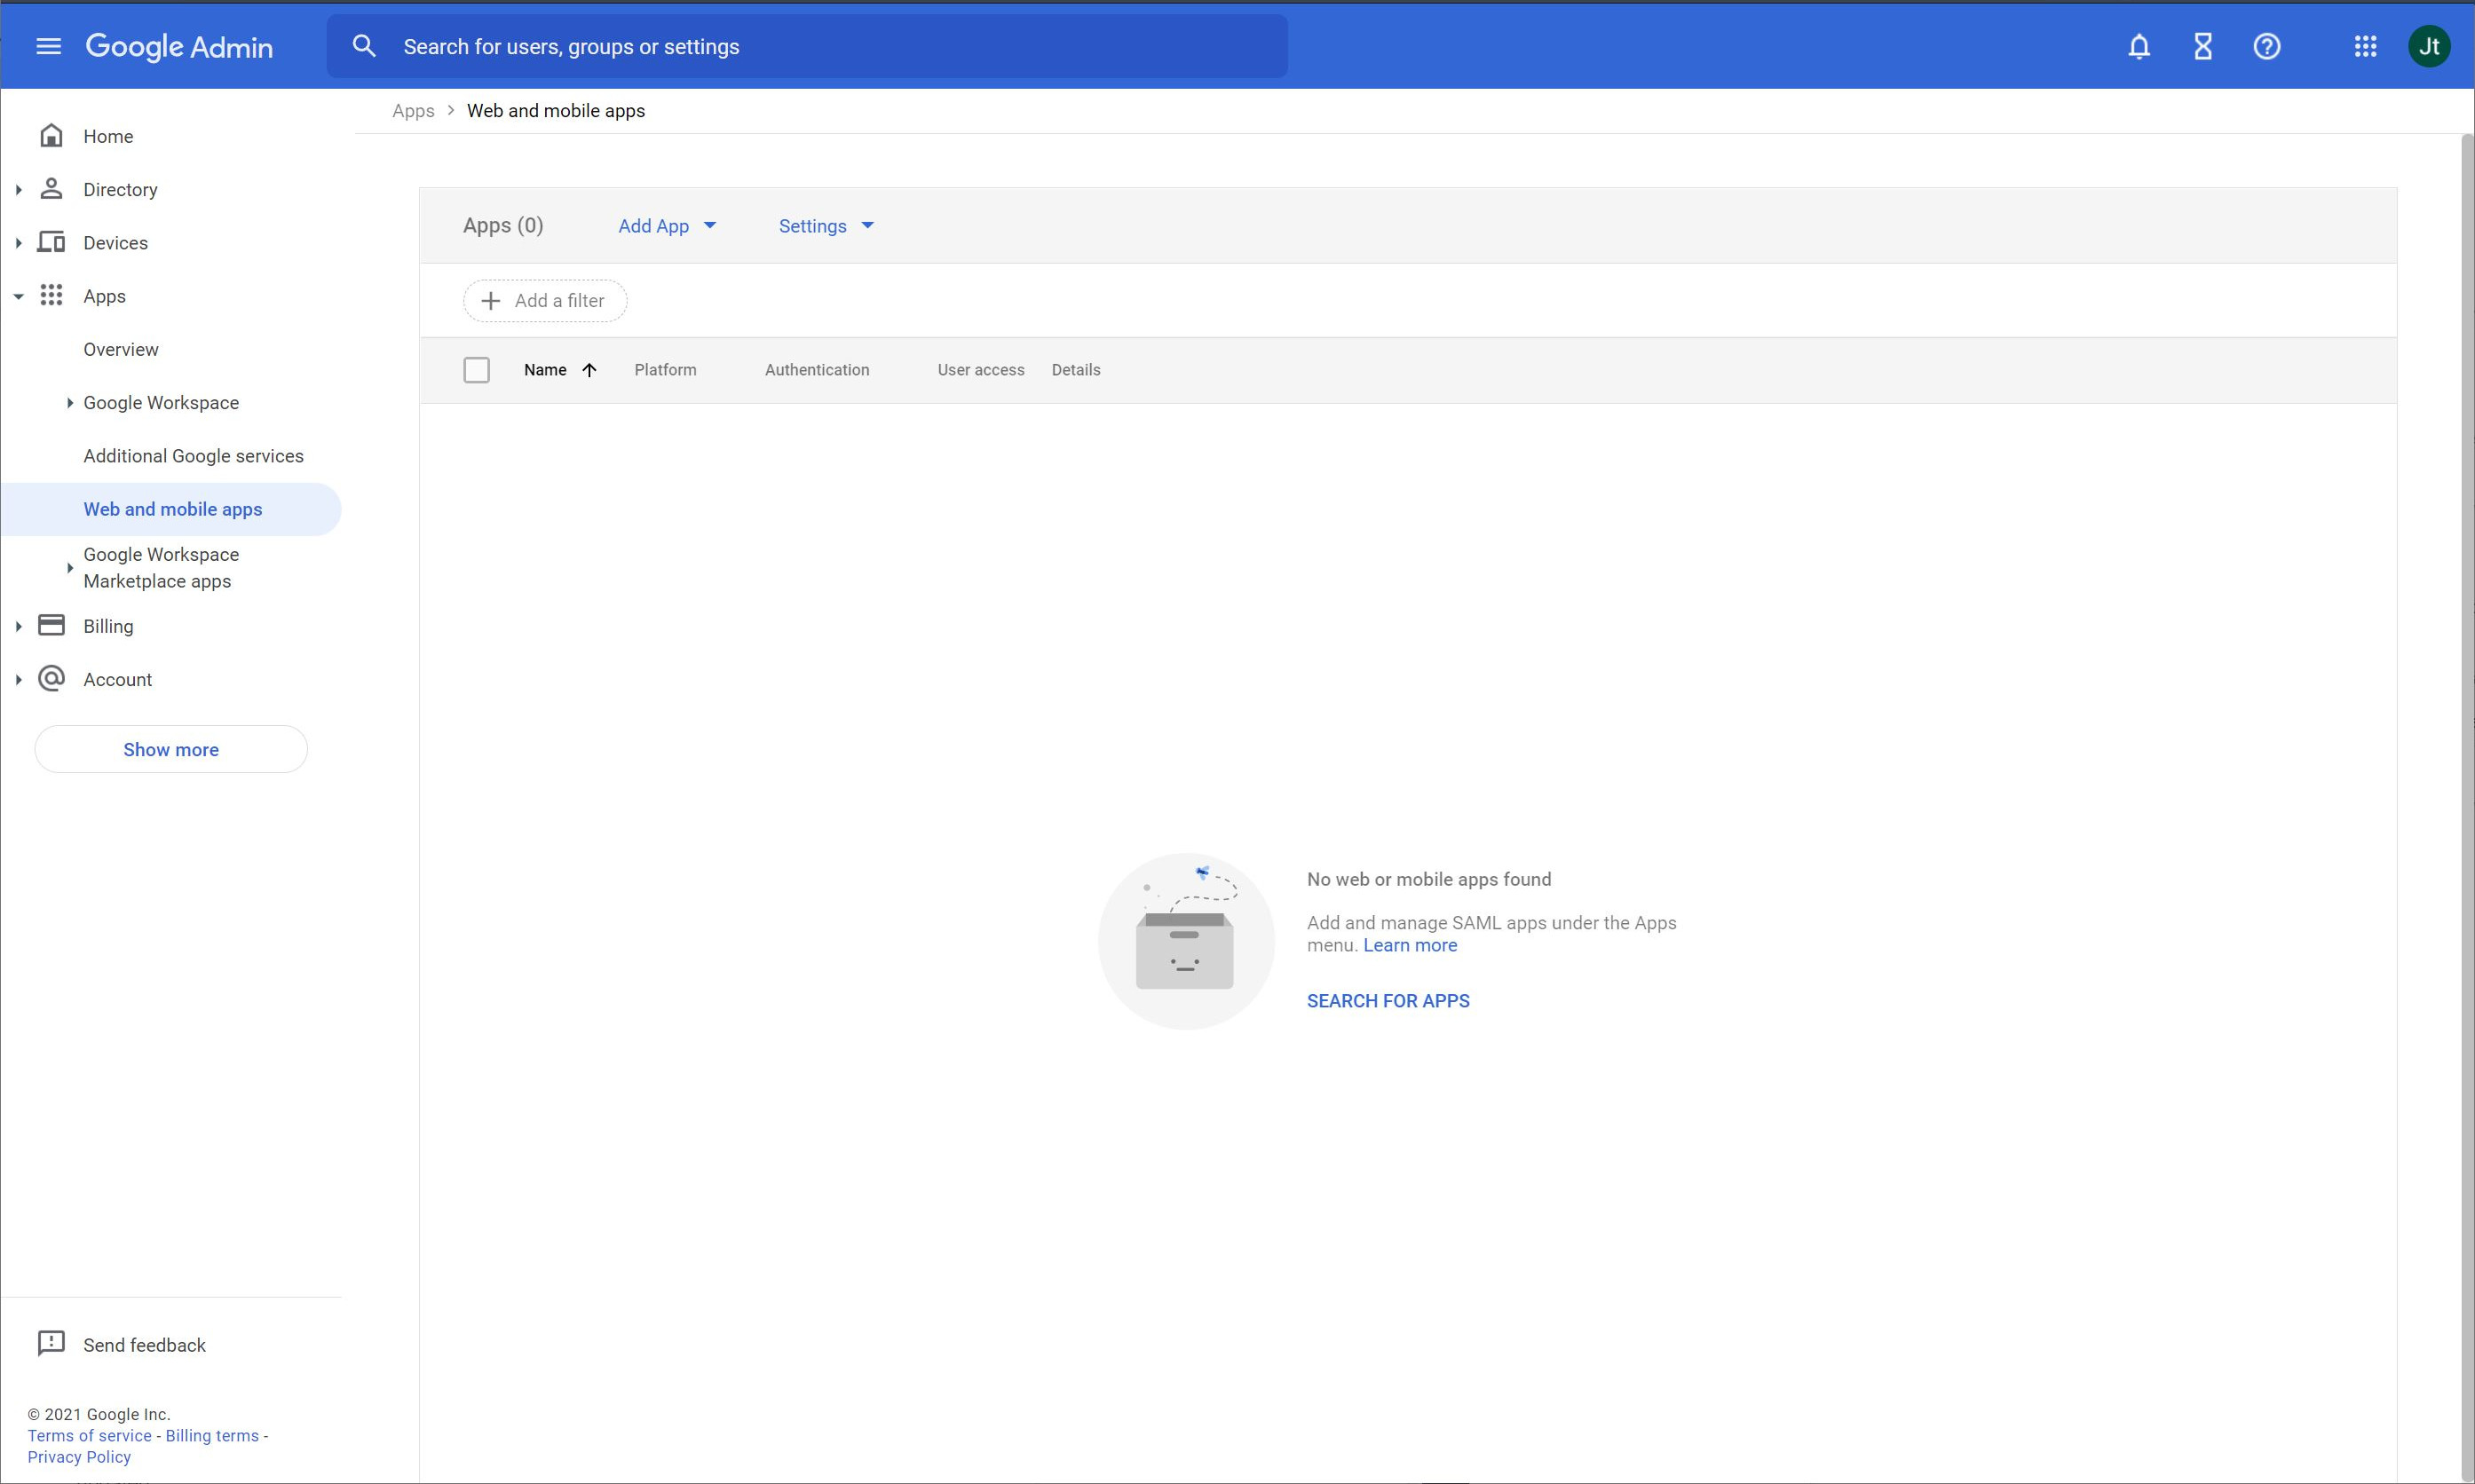 Google Admin
Search for users, groups or settings
Jt
Apps > Web and mobile apps
Home
Directory
Devices
Apps
Overview
Google Workspace
Additional Google services
Web and mobile apps
Google Workspace
Marketplace apps
Billing
Account
Show more
Apps (0)
Add App
Settings
Add a filter
Name
Platform
Authentication
User access
Details
No web or mobile apps found
Add and manage SAML apps under the Apps
menu. Learn more
SEARCH FOR APPS
Send feedback
© 2021 Google Inc.
Terms of service - Billing terms -
Privacy Policy